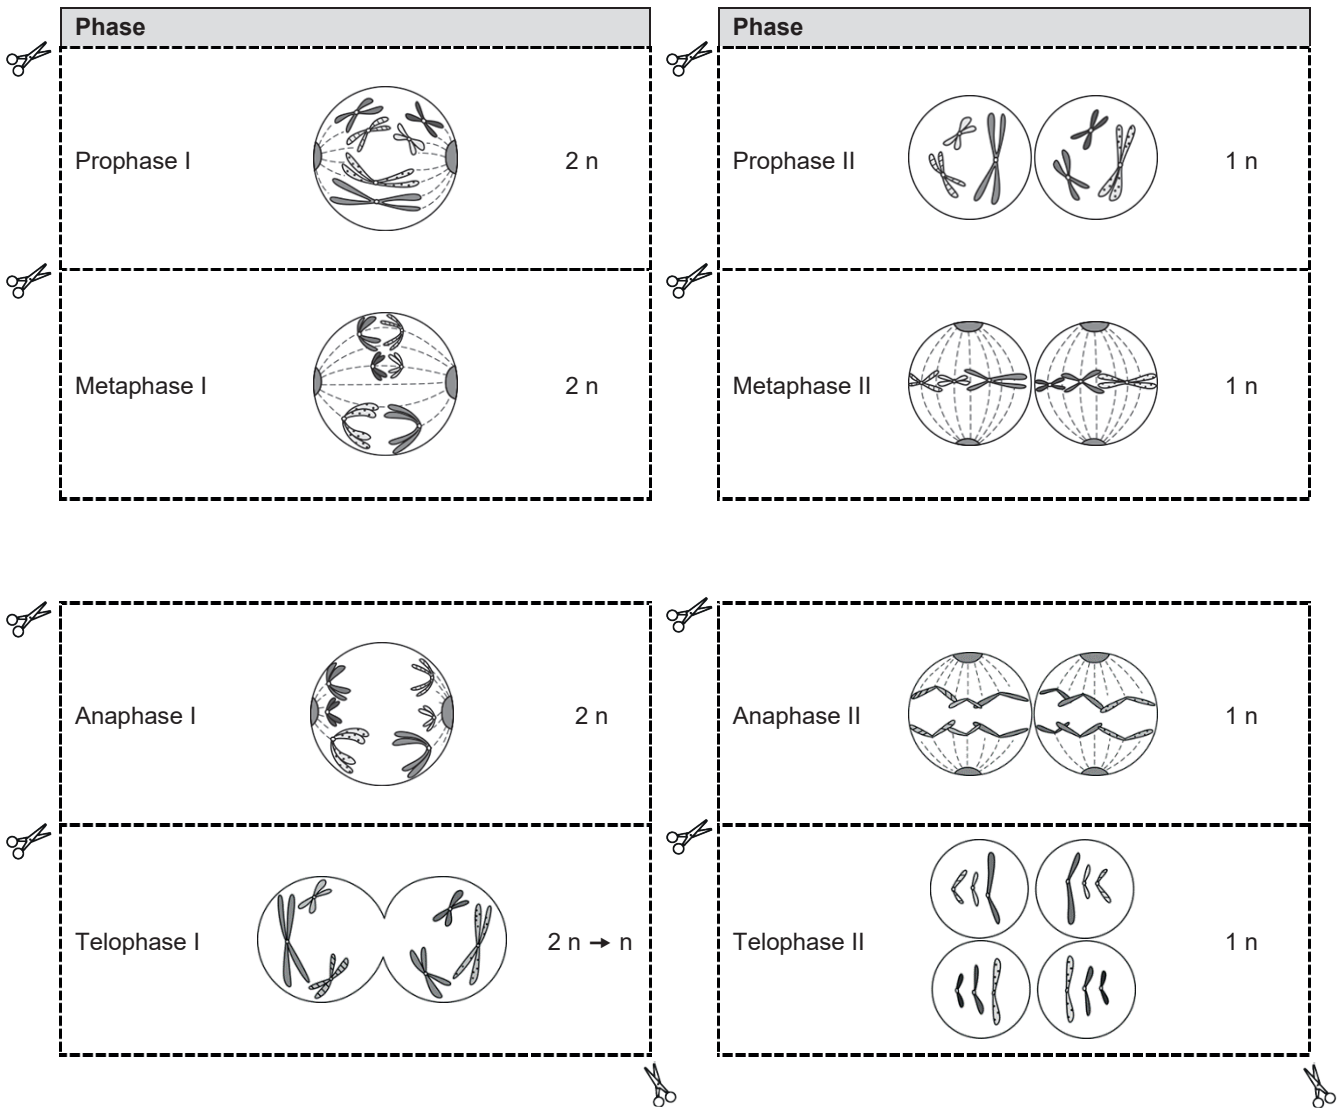 Phase
Prophase I 2 n
Metaphase I 2 n
Anaphase I 2 n
Telophase I 2 n → n
Phase
Prophase II 1 n
Metaphase II 1 n
Anaphase II 1 n
Telophase II 1 n